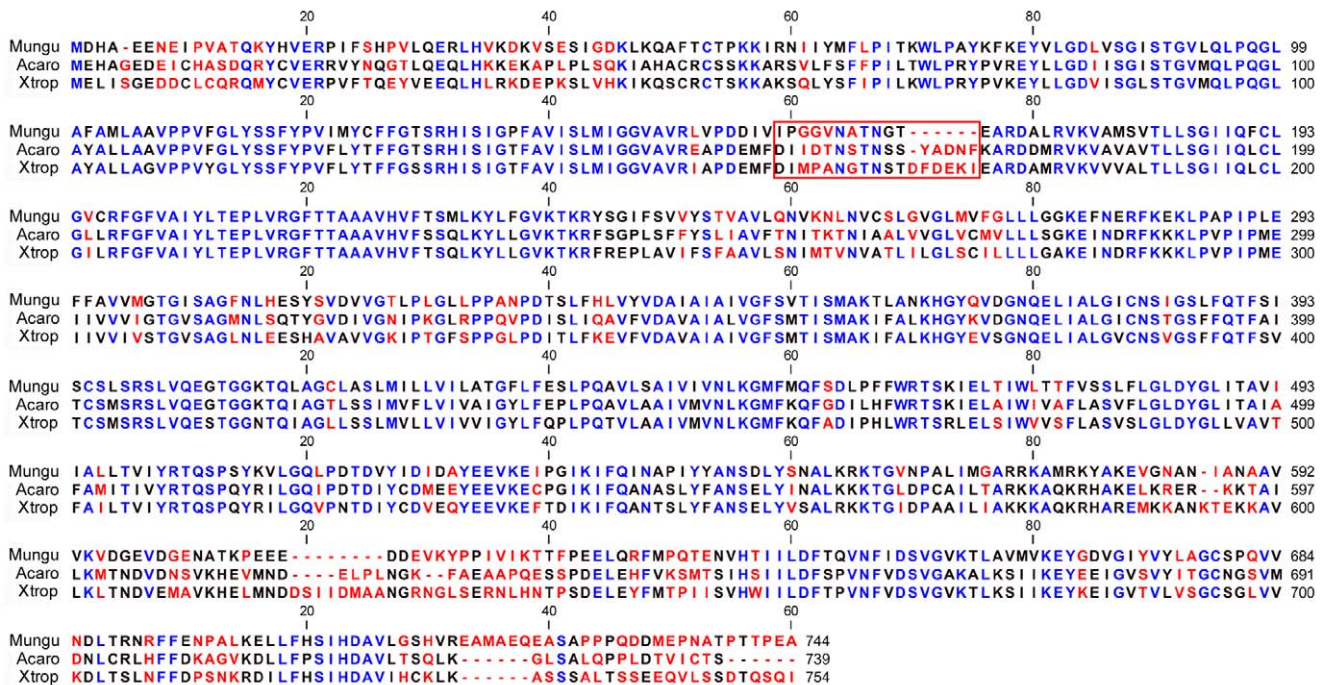 20 40 60 80
Mungu MDHA-EENEIPVATQKYHVERPIFSHPVLQERLHVKDKVSESIGDKLKQAFTCTPKKIRNIIYMFLPITKWLPAYKFKEYVLGDLVSGISTGVLQLPQGL 99
Acaro MEHAGEDEICHASDQRYCVERRVYNQGTLQEQLHKKEKAPLPLSQKIAHACRCSSKKARSVLFSFFPILTWLPRYPVREYLLGDIISGISTGVMQLPQGL 100
Xtrop MELISGEDDCLCQRQMYCVERPVFTQEYVEEQLHLRKDEPKSLVHKIKQSCRCTSKKAKSQLYSFIPILKWLPRYPVKEYLLGDVISGLSTGVMQLPQGL 100
20 40 60 80
Mungu AFAMLAAVPPVFGLYSSFYPVIMYCFFGTSRHISIGPFAVISLMIGGVAVRLVPDDIVIPGGVNATNGT------EARDALRVKVAMSVTLLSGIIQFCL 193
Acaro AYALLAAVPPVFGLYSSFYPVFLYTFFGTSRHISIGTFAVISLMIGGVAVREAPDEMFDIIDTNSTNSS-YADNFKARDDMRVKVAVAVTLLSGIIQLCL 199
Xtrop AYALLAGVPPVYGLYSSFYPVFLYTFFGTSRHISIGTFAVISLMIGGVAVRIAPDEMFDIMPANGTNSTDFDEKIEARDAMRVKVVVALTLLSGIIQLCL 200
20 40 60 80
Mungu GVCRFGFVAIYLTEPLVRGFTTAAAVHVFTSMLKYLFGVKTKRYSGIFSVVYSTVAVLQNVKNLNVCSLGVGLMVFGLLLGGKEFNERFKEKLPAPIPLE 293
Acaro GLLRFGFVAIYLTEPLVRGFTTAAAVHVFSSQLKYLLGVKTKRFSGPLSFFYSLIAVFTNITKTNIAALVVGLVCMVLLLSGKEINDRFKKKLPVPIPME 299
Xtrop GILRFGFVAIYLTEPLVRGFTTAAAVHVFTSQLKYLFGVKTKRFREPLAVIFSFAAVLSNIMTVNVATLILGLSCILLLLGAKEINDRFKKKLPVPIPME 300
20 40 60 80
Mungu FFAVVMGTGISAGFNLHESYSVDVVGTLPLGLLPPANPDTSLFHLVYVDAIAIAIVGFSVTISMAKTLANKHGYQVDGNQELIALGICNSIGSLFQTFSI 393
Acaro IIVVVIGTGVSAGMNLSQTYGVDIVGNIPKGLRPPQVPDISLIQAVFVDAVAIALVGFSMTISMAKIFALKHGYKVDGNQELIALGICNSTGSFFQTFAI 399
Xtrop IIVVIVSTGVSAGLNLEESHAVAVVGKIPTGFSPPGLPDITLFKEVFVDAVAIAIVGFSMTISMAKIFALKHGYEVSGNQELIALGVCNSVGSFFQTFSV 400
20 40 60 80
Mungu SCSLSRSLVQEGTGGKTQLAGCLASLMILLVILATGFLFESLPQAVLSAIVIVNLKGMFMQFSDLPFFWRTSKIELTIWLTTFVSSLFLGLDYGLITAVI 493
Acaro TCSMSRSLVQEGTGGKTQIAGTLSSIMVFLVIVAIGYLFEPLPQAVLAAIVMVNLKGMFKQFGDILHFWRTSKIELAIWIVAFLASVFLGLDYGLITAIA 499
Xtrop TCSMSRSLVQESTGGNTQIAGLLSSLMVLLVIVVIGYLFQPLPQTVLAAIVMVNLKGMFKQFADIPHLWRTSRLELSIWVVSFLASVSLGLDYGLLVAVT 500
20 40 60 80
Mungu IALLTVIYRTQSPSYKVLGQLPDTDVYIDIDAYEEVKEIPGIKIFQINAPIYYANSDLYSNALKRKTGVNPALIMGARRKAMRKYAKEVGNAN-IANAAV 592
Acaro FAMITIVYRTQSPQYRILGQIPDTDIYCDMEEYEEVKECPGIKIFQANASLYFANSELYINALKKKTGLDPCAILTARKKAQKRHAKELKRER--KKTAI 597
Xtrop FAILTVIYRTQSPQYRILGQVPNTDIYCDVEQYEEVKEFTDIKIFQANTSLYFANSELYVSALRKKTGIDPAAILIAKKKAQKRHAREMKKANKTEKKAV 600
20 40 60 80
Mungu VKVDGEVDGENATKPEEE--------DDEVKYPPIVIKTTFPEELQRFMPQTENVHTIILDFTQVNFIDSVGVKTLAVMVKEYGDVGIYVYLAGCSPQVV 684
Acaro LKMTNDVDNSVKHEVMND----ELPLNGK--FAEAAPQESSPDELEHFVKSMTSIHSIILDFSPVNFVDSVGAKALKSIIKEYEEIGVSVYITGCNGSVM 691
Xtrop LKLTNDVEMAVKHELMNDDSIIDMAANGRNGLSERNLHNTPSDELEYFMTPIISVHWIILDFTPVNFVDSVGVKTLKSIIKEYKEIGVTVLVSGCSGLVV 700
20 40 60
Mungu NDLTRNRFFENPALKELLFHSIHDAVLGSHVREAMAEQEASAPPPQDDMEPNATPTTPEA 744
Acaro DNLCRLHFFDKAGVKDLLFPSIHDAVLTSQLK------GLSALQPPLDTVICTS------ 739
Xtrop KDLTSLNFFDPSNKRDILFHSIHDAVIHCKLK------ASSSALTSSEEQVLSSDTQSQI 754